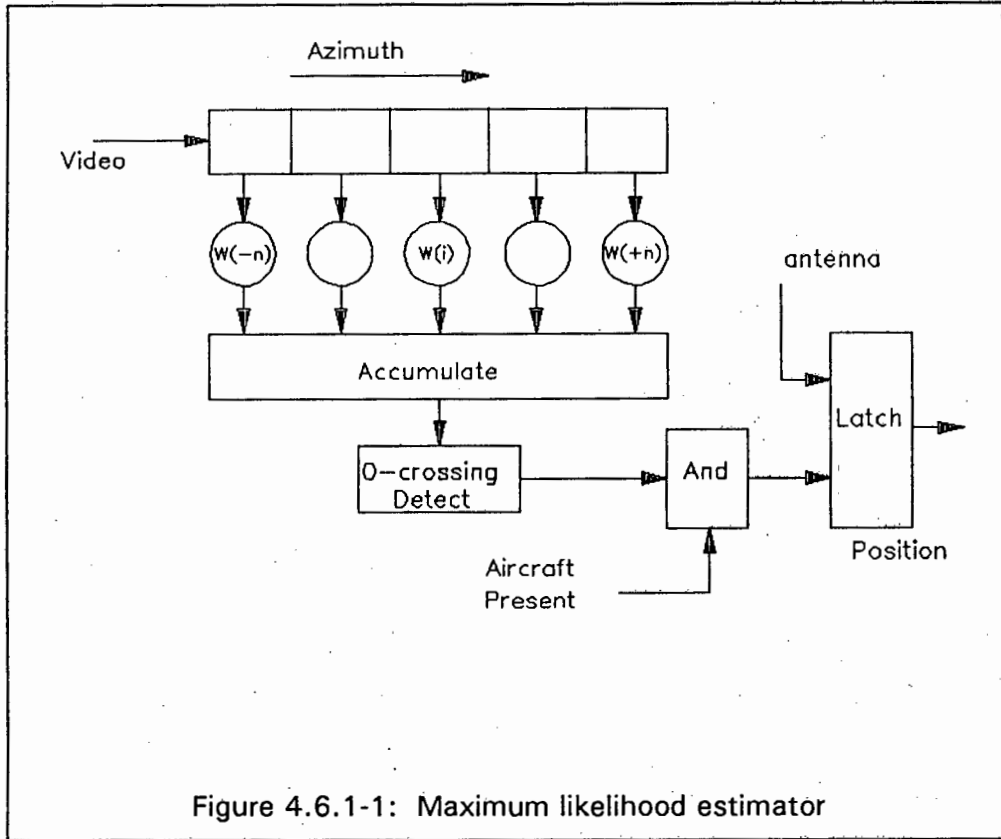 Azimuth
Video
W(-n)
W(i)
W(+n)
antenna
Accumulate
Latch
0-crossing
Detect
And
Position
Aircraft
Present
Figure 4.6.1-1: Maximum likelihood estimator